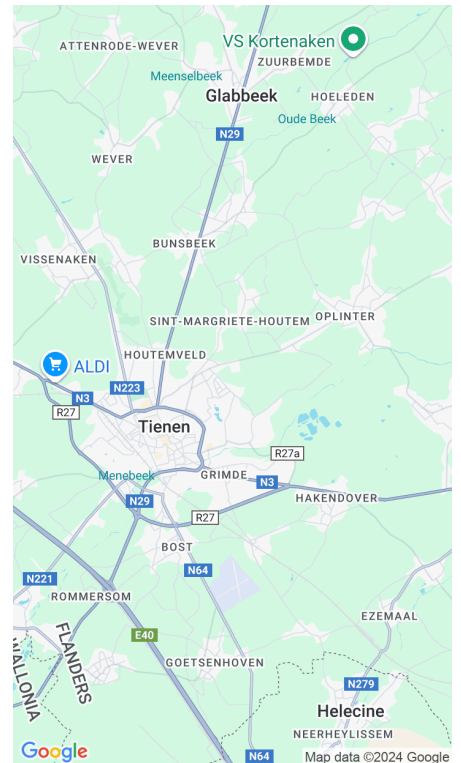 ATTENRODE-WEVER
VS Kortenaken
ZUURBEMDE
Meenselbeek
Glabbeek
HOELEDEN
Oude Beek
N29
WEVER
BUNSBEEK
VISSENAKEN
OPLINTER
SINT-MARGRIETE-HOUTEM
HOUTEMVELD
ALDI
N223
N3
R27
Tienen
R27a
Menebeek
GRIMDE
N3
HAKENDOVER
N29
R27
BOST
N64
N221
ROMMERSOM
EZEMAAL
E40
FLANDERS
WALLONIA
GOETSENHOVEN
N279
Helecine
NEERHEYLISSEM
Google
N64
Map data ©2024 Google